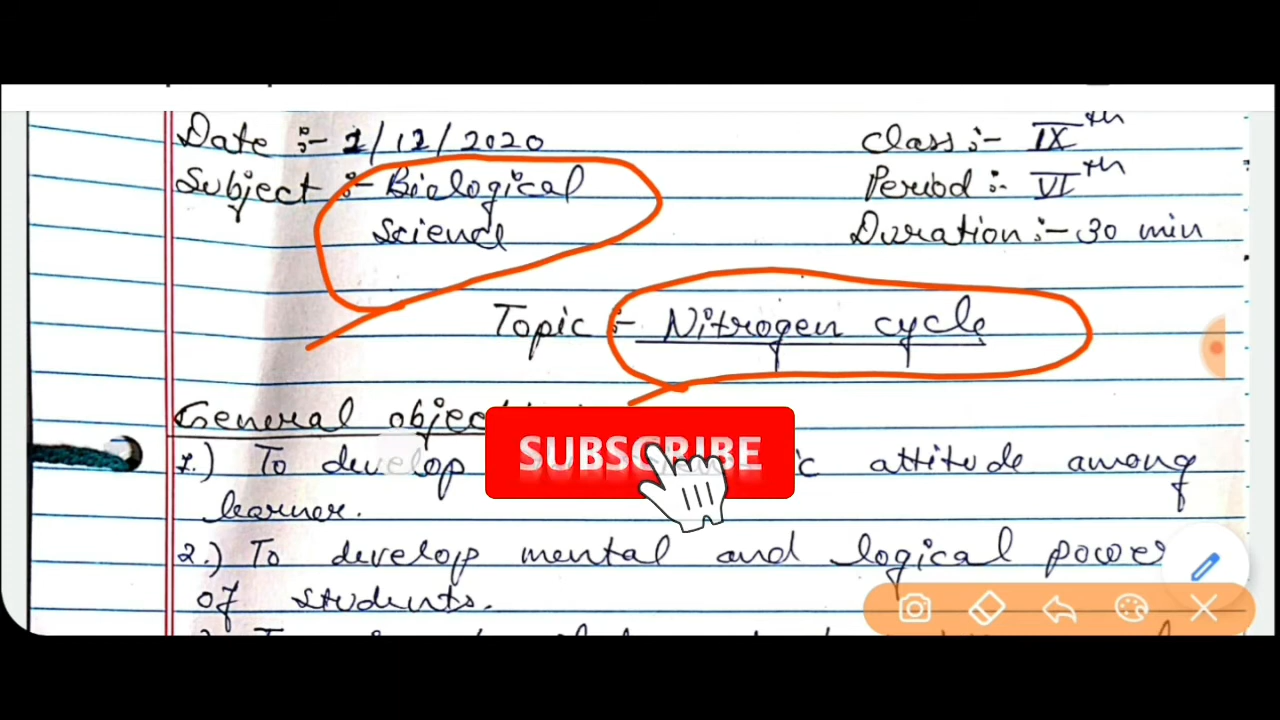 Date :- 1/12/2020
Class :- IXth
Subject :- Biological
Period :- VIth
Science
Duration :- 30 min
Topic :- Nitrogen cycle
General
SUBSCRIBE
1.) To develop attitude among
learner.
2.) To develop mental and logical power
of students.